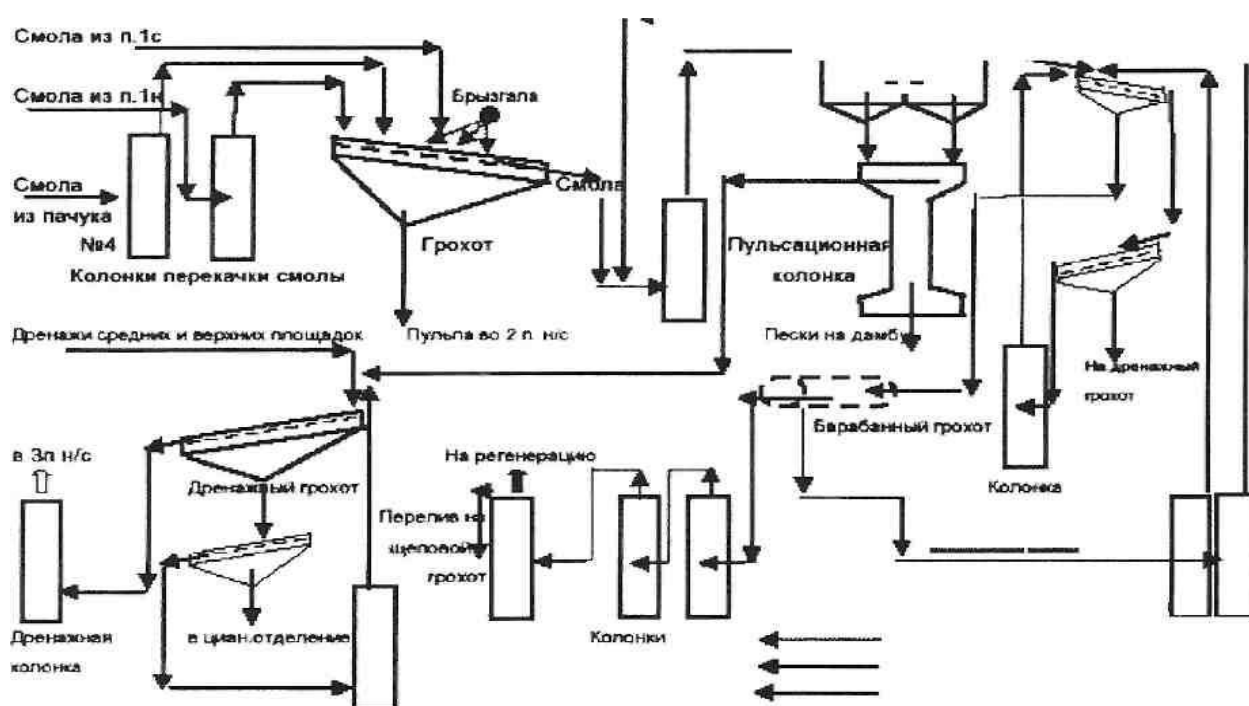 Смола из п.1с
Смола из п.1н
Брызгала
Смола
из пачука
№4
Смола
Грохот
Колонки перекачки смолы
Пульсационная
колонка
Дренажи средних и верхних площадок
Пульпа во 2 п. н/с
Пески на дамбу
На дренажный
грохот
Барабанный грохот
в 3п н/с
На регенерацию
Дренажный грохот
Колонка
Перелив на
щеповой
грохот
Дренажная
колонка
в циан.отделение
Колонки